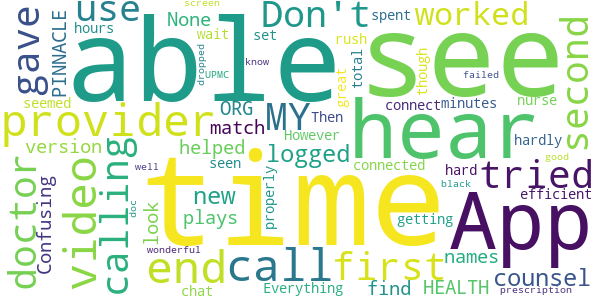 screen
use
None
Don't
worked
gave
PINNACLE
hours
able
wait
set
spent
rush
see
second
dropped
UPMC
know
total
great
though
failed
provider
seemed
ORG
MY
Then
connect
minutes
nurse
match
However
hear
hardly
version
calling
helped
logged
seen
connected
hard
tried
doctor
Confusing
video
well
new
time
properly
black
good
efficient
look
plays
getting
App
doc
wonderful
names
end
call
first
HEALTH
counsel
chat
Everything
find
prescription